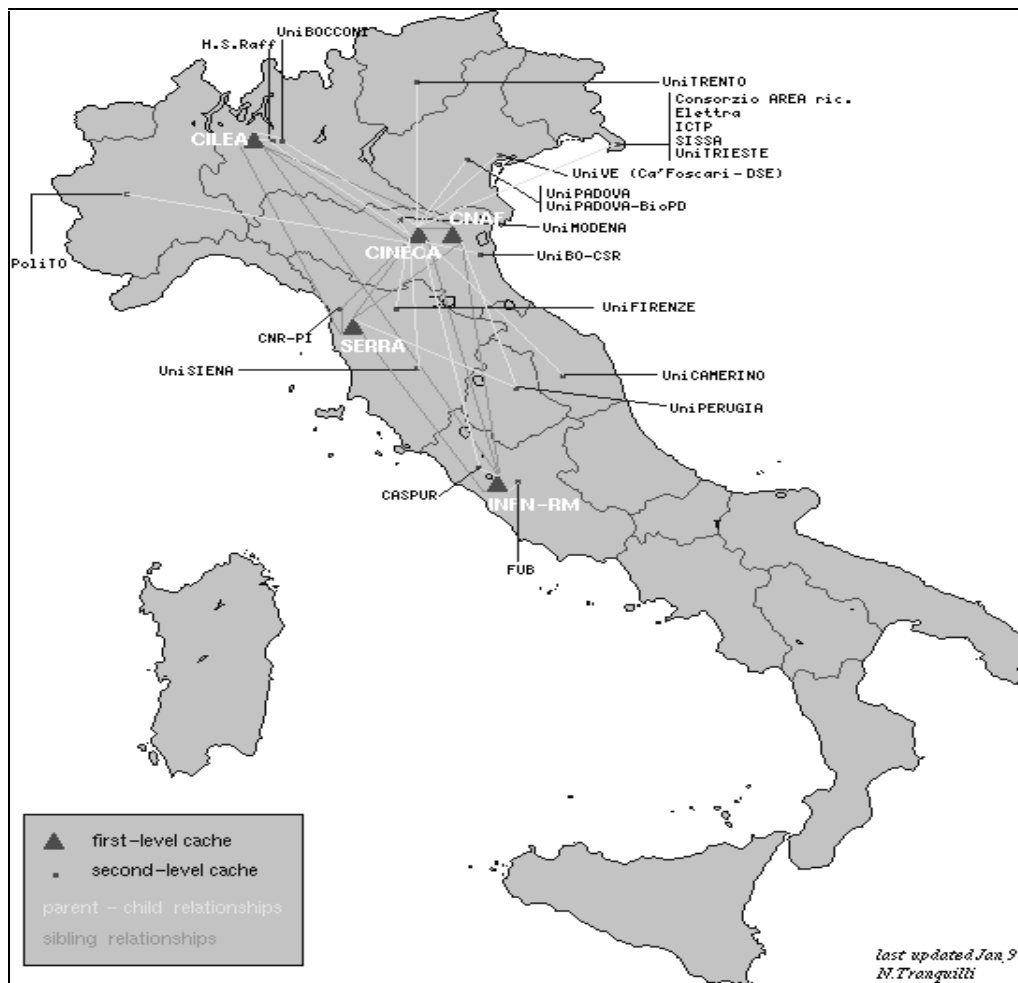 UniBOCCONI
H.S.Raff
UniTRENTO
Consorzio AREA ric.
Elettra
ICTP
SISSA
UniTRIESTE
CILEA
UniVE (Ca'Foscari-DSE)
UniPADOVA
UniPADOVA-BioPD
CNAF
UniMODENA
CINECA
UniBO-CSR
PoliTO
UniFIRENZE
CNR-PI
SERRA
UniSIENA
UniCAMERINO
UniPERUGIA
CASPUR
INFN-RM
FUB
first-level cache
second-level cache
parent - child relationships
sibling relationships
last updated Jan, 9
N.Tranquilli